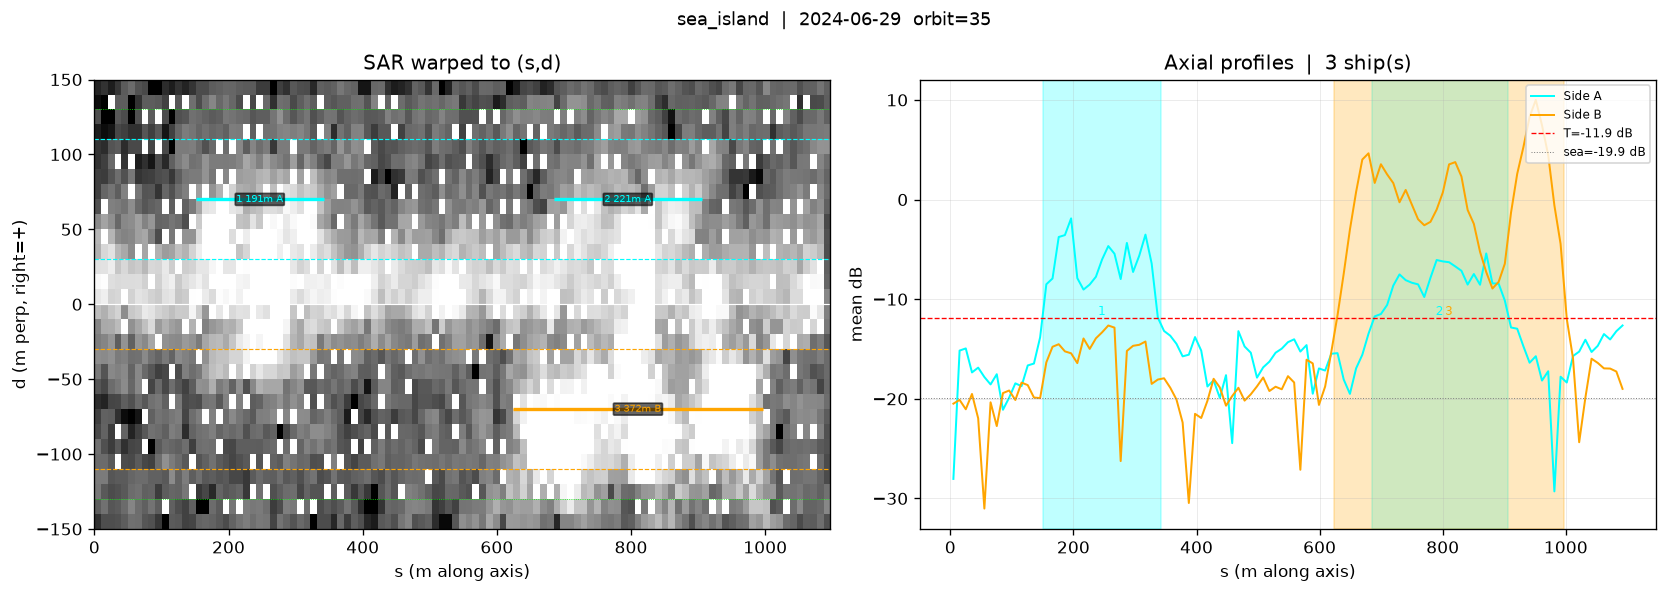 sea_island  |  2024-06-29  orbit=35
SAR warped to (s,d)
150
100
50
0
−50
−100
−150
d (m perp, right=+)
1 191m A
2 221m A
3 372m B
0
200
400
600
800
1000
s (m along axis)
Axial profiles  |  3 ship(s)
10
0
−10
−20
−30
mean dB
Side A
Side B
T=-11.9 dB
sea=-19.9 dB
1
2
3
0
200
400
600
800
1000
s (m along axis)